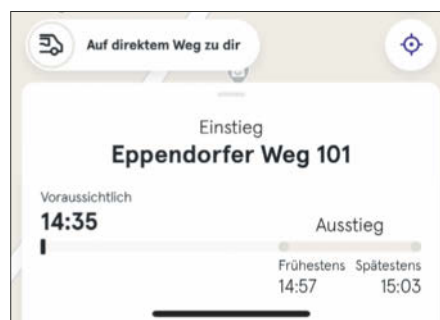 Auf direktem Weg zu dir
Einstieg
Eppendorfer Weg 101
Voraussichtlich
14:35
Ausstieg
Frühestens Spätestens
14:57 15:03